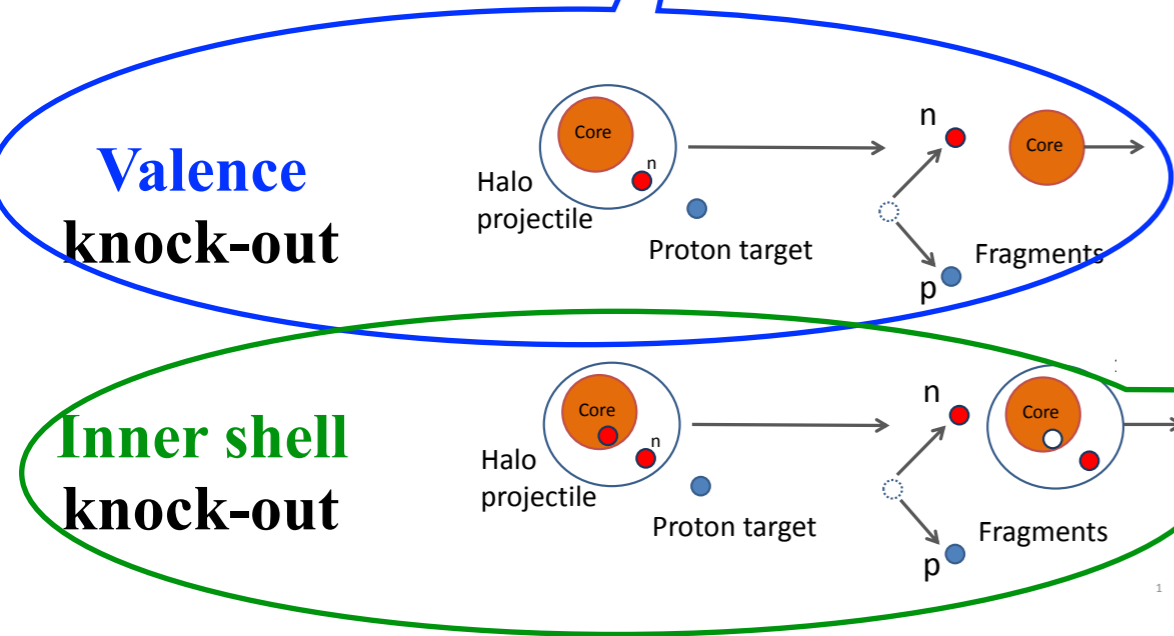 Valence
knock-out
Core
n
Halo
projectile
Proton target
n
Core
p
Fragments
Inner shell
knock-out
Core
n
Halo
projectile
Proton target
n
Core
p
Fragments
1